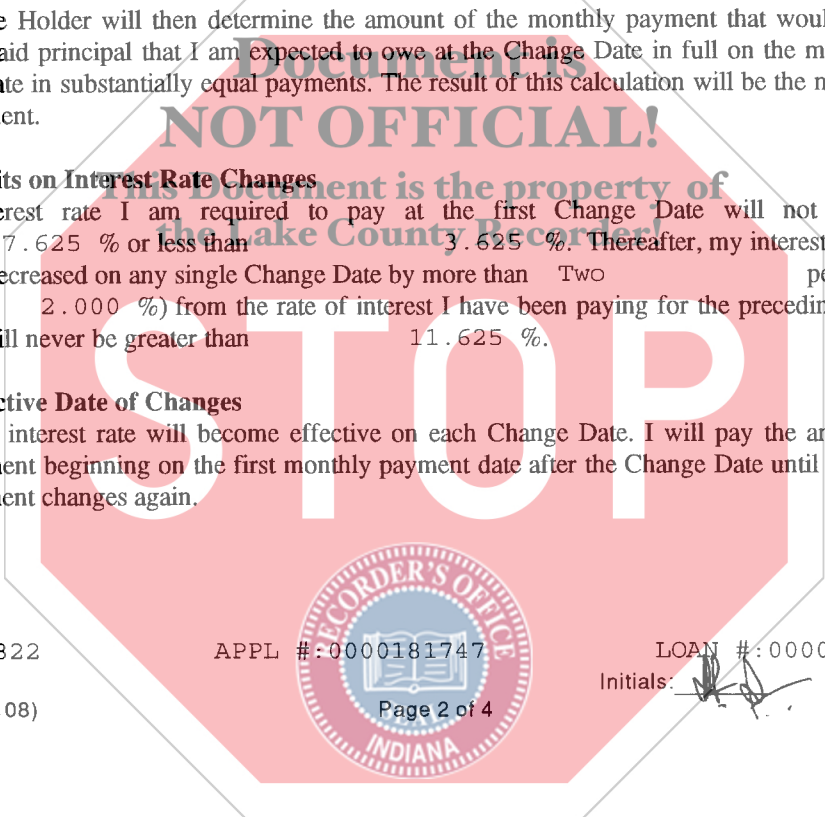 e Holder will then determine the amount of the monthly payment that woul
aid principal that I am expected to owe at the Change Date in full on the m
Document is
te in substantially equal payments. The result of this calculation will be the n
ent.
NOT OFFICIAL!
its on Interest Rate Changes
This Document is the property of
erest rate I am required to pay at the first Change Date will not
the Lake County Recorder!
7.625 % or less than 3.625 %. Thereafter, my interest
ecreased on any single Change Date by more than Two pe
2.000 %) from the rate of interest I have been paying for the precedin
ill never be greater than 11.625 %.
STOP
ctive Date of Changes
interest rate will become effective on each Change Date. I will pay the ar
ent beginning on the first monthly payment date after the Change Date until
ent changes again.
RECORDER'S OFFICE
822 APPL #:0000181747 LOAN #:0000
Initials:
08) Page 2 of 4
SEAL
INDIANA